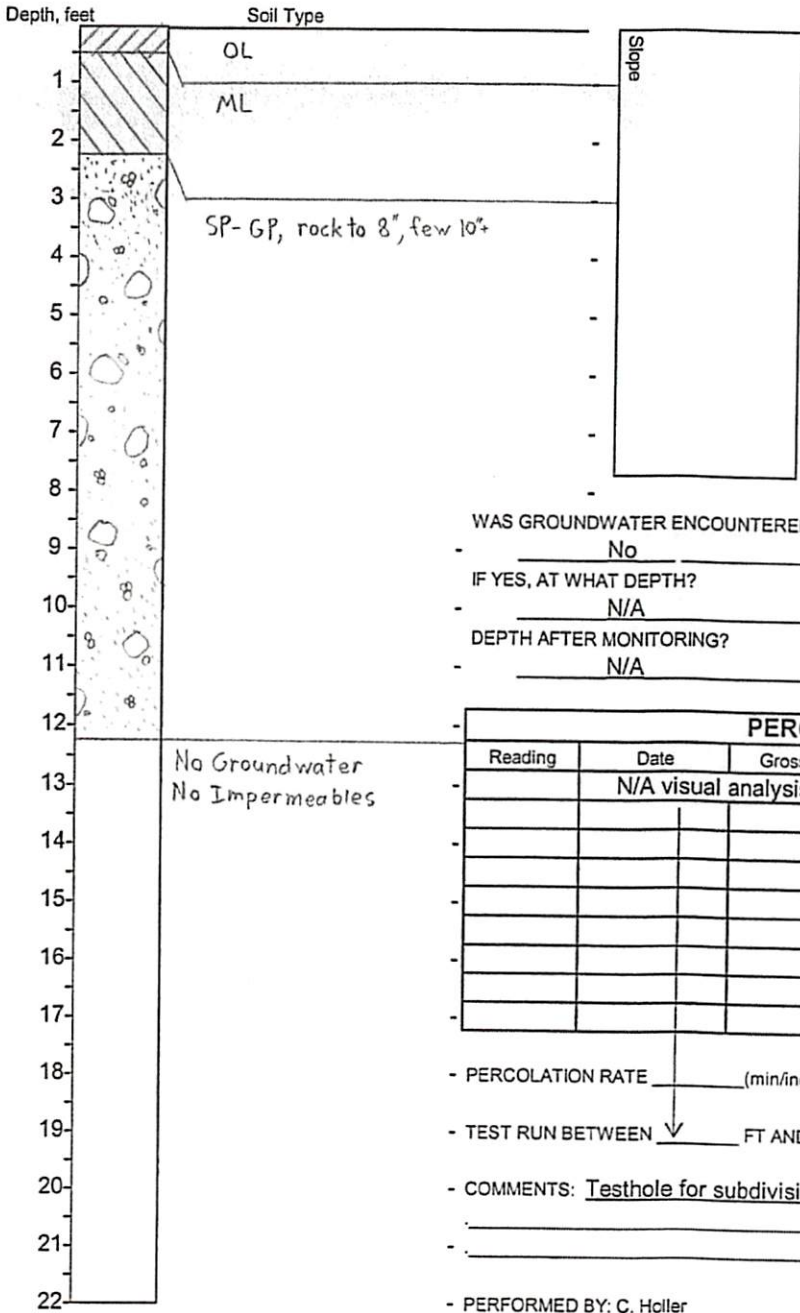 Depth, feet Soil Type
OL
Slope
1
ML
2
3
SP-GP, rock to 8", few 10"+
4
5
6
7
8
WAS GROUNDWATER ENCOUNTERE
9
No
IF YES, AT WHAT DEPTH?
10
N/A
DEPTH AFTER MONITORING?
11
N/A
12
PERC
Reading Date Gross
No Groundwater
13
N/A visual analysis
No Impermeables
14
15
16
17
18
PERCOLATION RATE (min/in
19
TEST RUN BETWEEN FT AND
20
COMMENTS: Testhole for subdivisi
21
22
PERFORMED BY: C. Holler